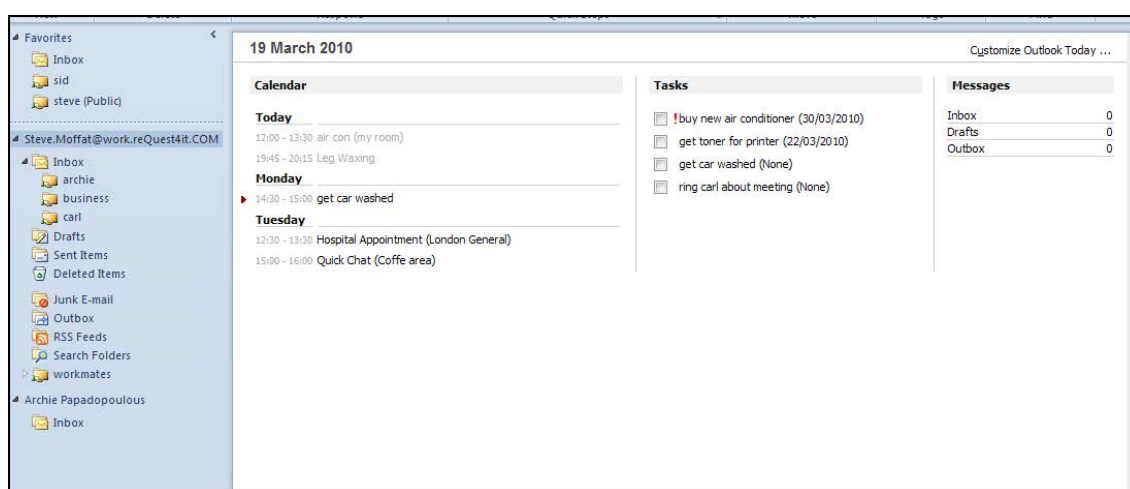 Favorites
Inbox
sid
steve (Public)
Steve.Moffat@work.reQuest4it.COM
Inbox
archie
business
carl
Drafts
Sent Items
Deleted Items
Junk E-mail
Outbox
RSS Feeds
Search Folders
workmates
Archie Papadopoulous
Inbox
19 March 2010
Customize Outlook Today ...
Calendar
Today
12:00 - 13:30 air con (my room)
19:45 - 20:15 Leg Waxing
Monday
14:30 - 15:00 get car washed
Tuesday
12:30 - 13:30 Hospital Appointment (London General)
15:00 - 16:00 Quick Chat (Coffe area)
Tasks
!buy new air conditioner (30/03/2010)
get toner for printer (22/03/2010)
get car washed (None)
ring carl about meeting (None)
Messages
Inbox 0
Drafts 0
Outbox 0